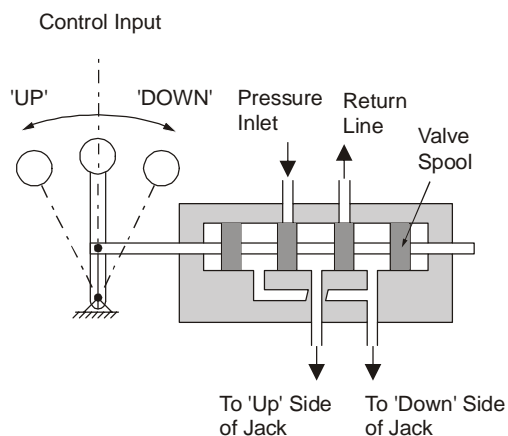 Control Input
'UP'
'DOWN'
Pressure
Inlet
Return
Line
Valve
Spool
To 'Up' Side
of Jack
To 'Down' Side
of Jack